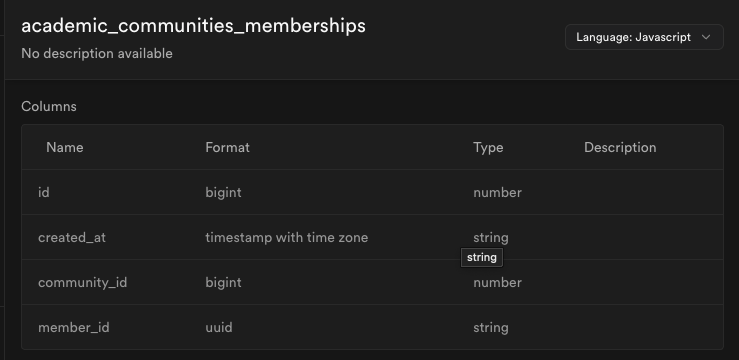 academic_communities_memberships
No description available
Language: Javascript
Columns
Name Format Type Description
id bigint number
created_at timestamp with time zone string
string
community_id bigint number
member_id uuid string